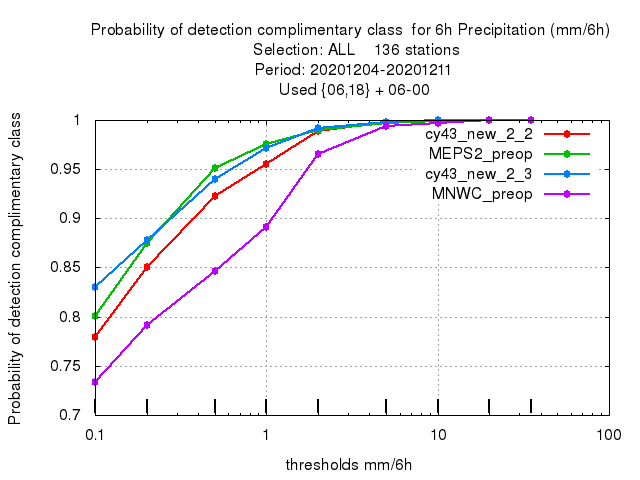 Probability of detection complimentary class  for 6h Precipitation (mm/6h)
Selection: ALL    136 stations
Period: 20201204-20201211
Used {06,18} + 06-00
Probability of detection complimentary class
1
0.95
0.9
0.85
0.8
0.75
0.7
cy43_new_2_2
MEPS2_preop
cy43_new_2_3
MNWC_preop
0.1 1 10 100
thresholds mm/6h